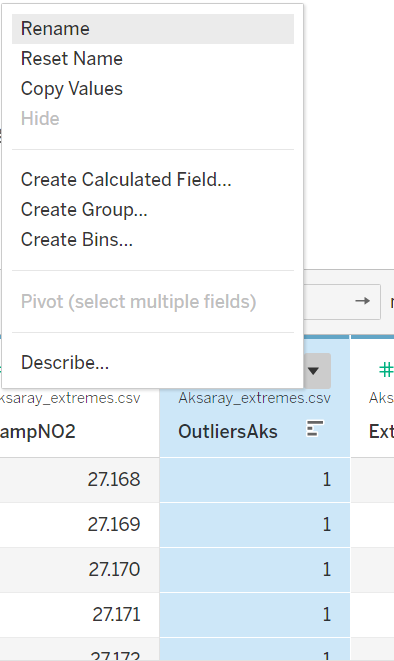 Rename
Reset Name
Copy Values
Hide
Create Calculated Field...
Create Group...
Create Bins...
Pivot (select multiple fields)
Describe...
ksaray_extremes.csv Aksaray_extremes.csv Aks
ampNO2 OutliersAks Ext
27.168 1
27.169 1
27.170 1
27.171 1
27.172 1